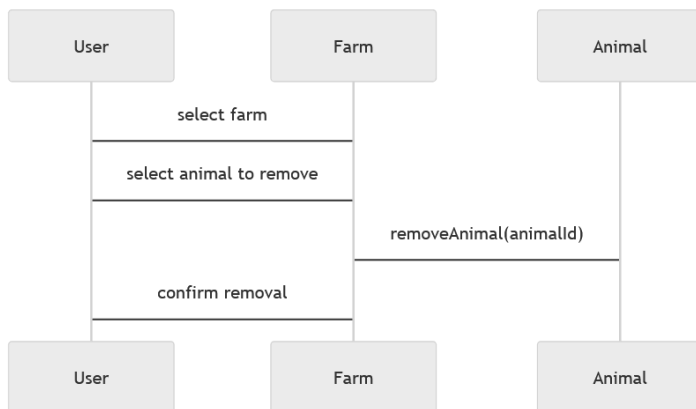 User Farm Animal
select farm
select animal to remove
removeAnimal(animalId)
confirm removal
User Farm Animal